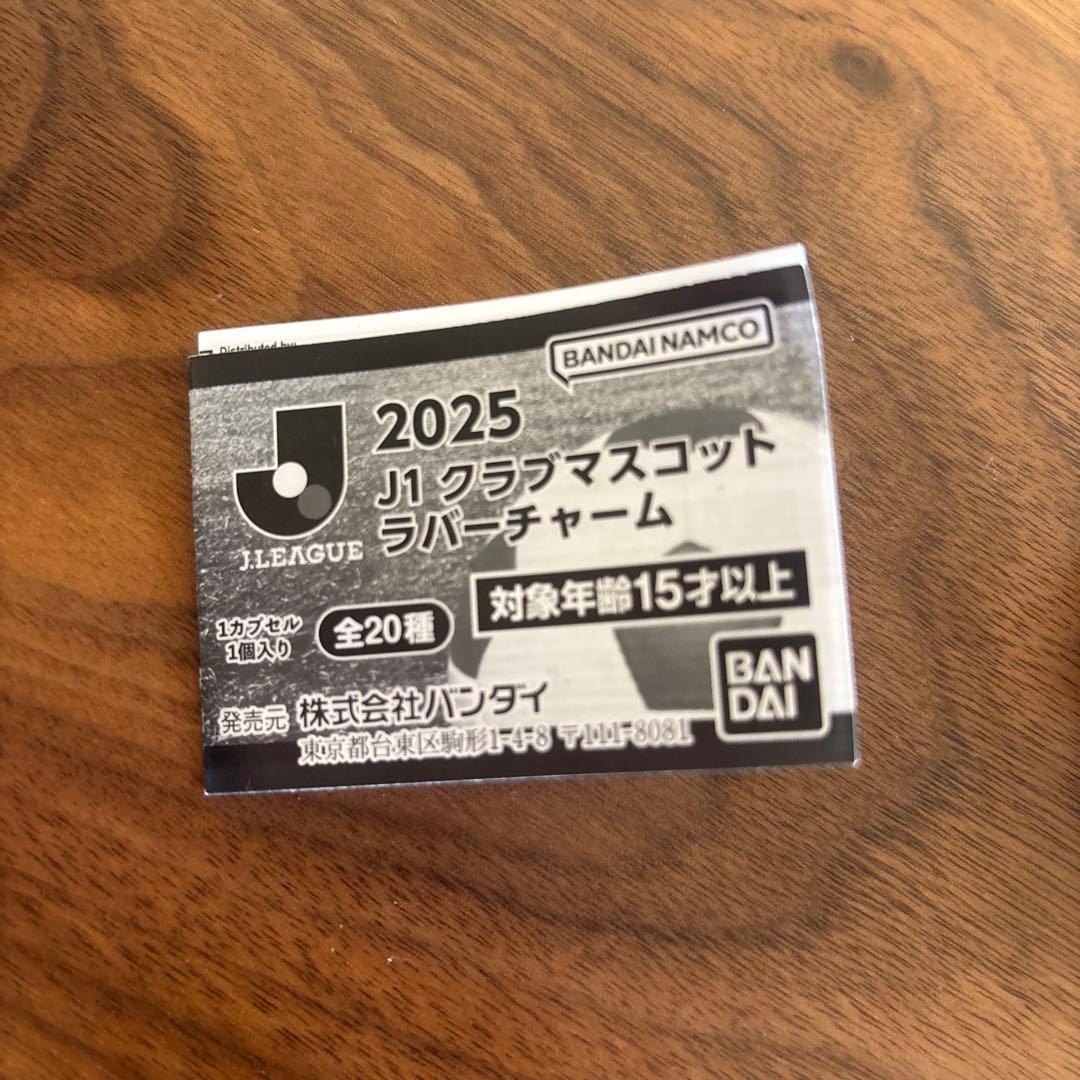 Distributed by:
BANDAI NAMCO
2025
J1 クラブマスコット
ラバーチャーム
J.LEAGUE
対象年齢15才以上
1カプセル
1個入り
全20種
発売元 株式会社バンダイ
東京都台東区駒形1-4-8 〒111-8081
BAN
DAI